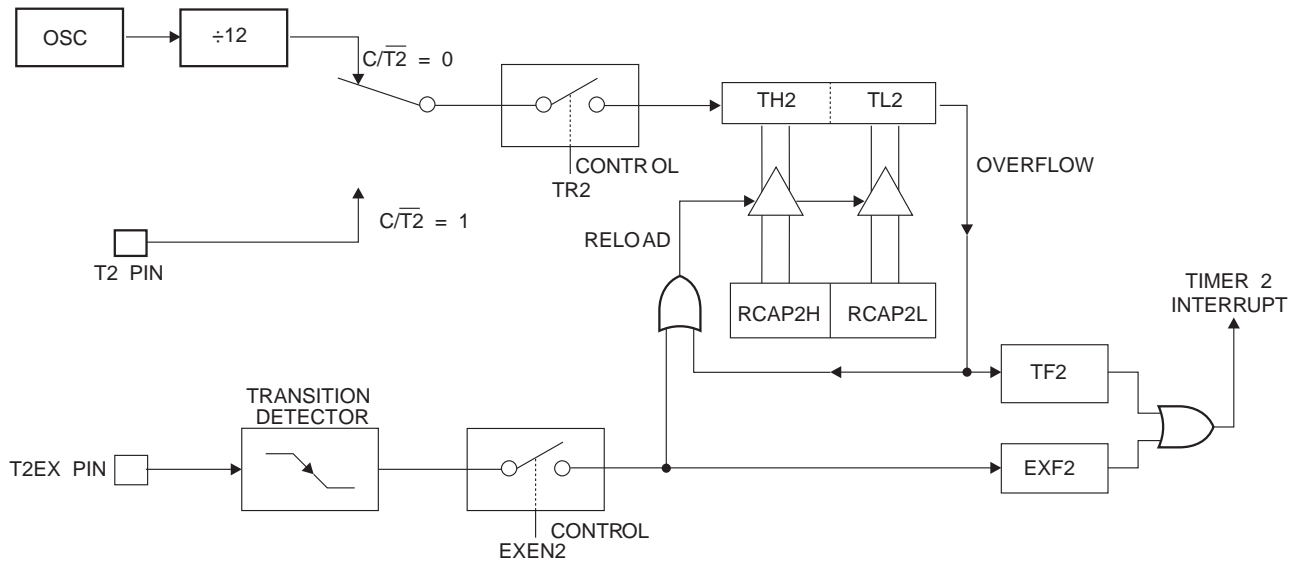 OSC
÷12
C/T2̅ = 0
TH2
TL2
CONTROL
TR2
OVERFLOW
C/T2̅ = 1
T2 PIN
RELOAD
RCAP2H
RCAP2L
TIMER 2
INTERRUPT
TF2
TRANSITION
DETECTOR
T2EX PIN
EXF2
CONTROL
EXEN2